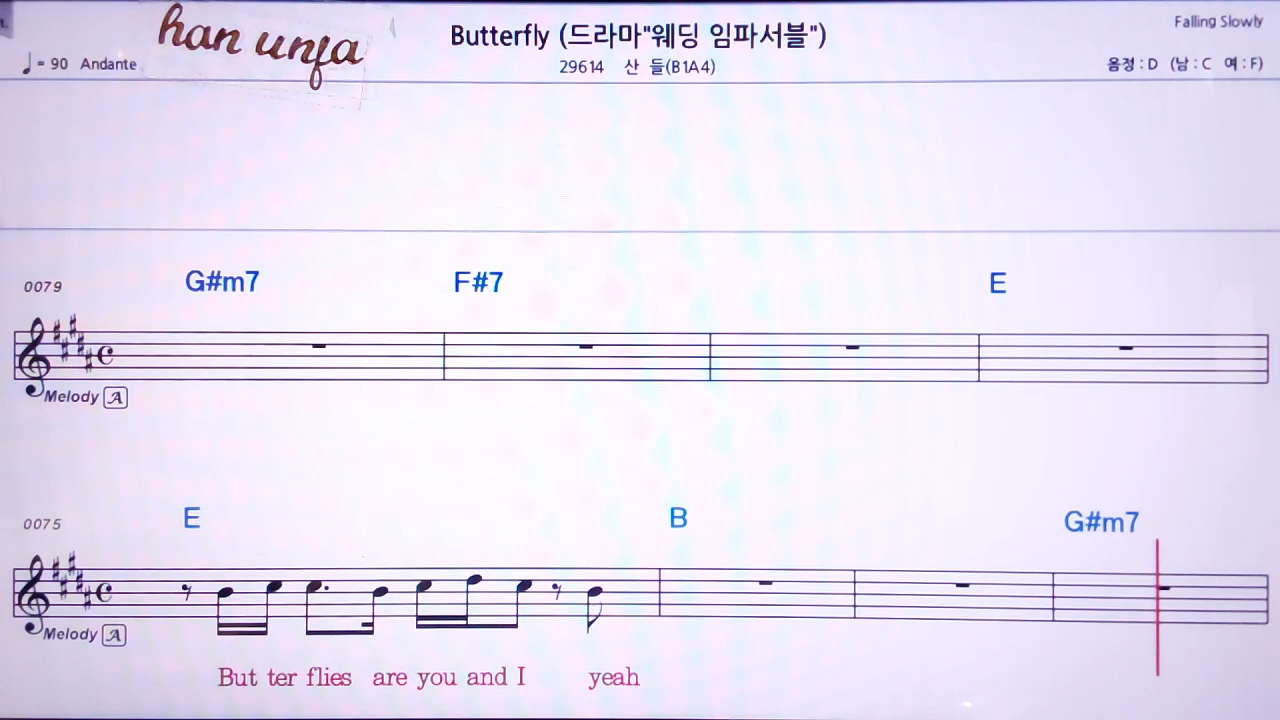 han unfa
Butterfly (드라마"웨딩 임파서블")
Falling Slowly
♩= 90 Andante
29614 산 들(B1A4)
음정 : D (남 : C 여 : F)
G#m7 F#7 E
0079
Melody A
E B G#m7
0075
Melody A
But ter flies are you and I yeah